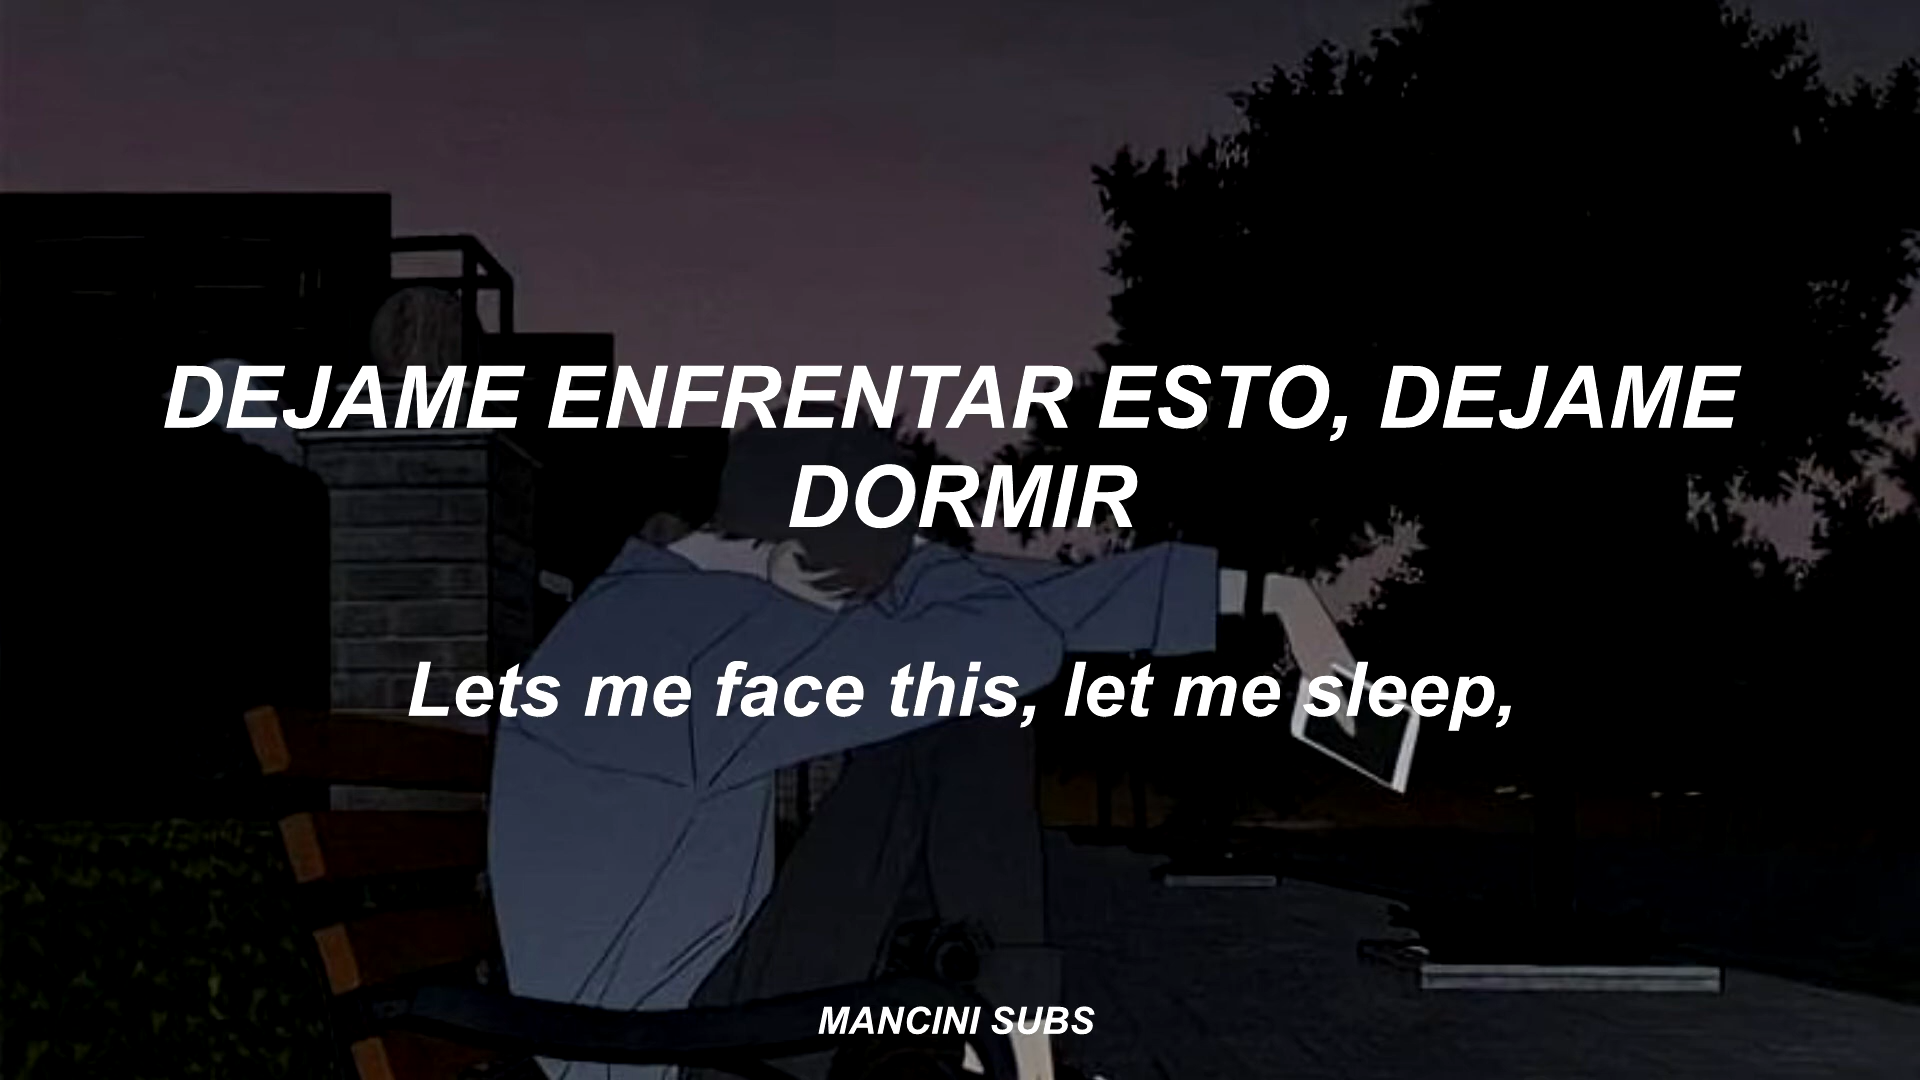 DEJAME ENFRENTAR ESTO, DEJAME
DORMIR
Lets me face this, let me sleep,
MANCINI SUBS